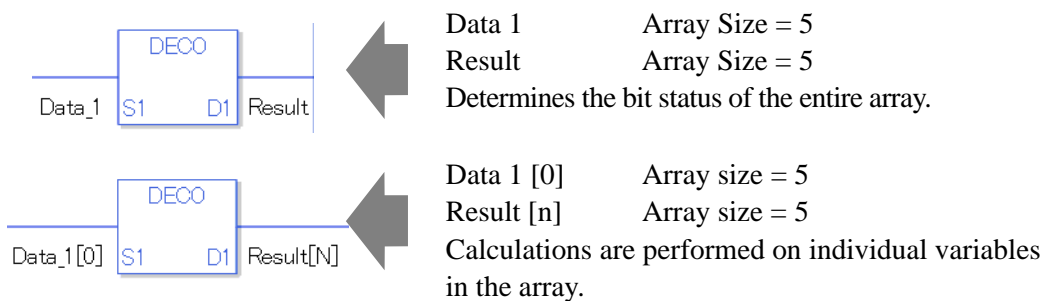 DECO
Data_1 S1 D1 Result
Data 1 Array Size = 5
Result Array Size = 5
Determines the bit status of the entire array.
DECO
Data_1[0] S1 D1 Result[N]
Data 1 [0] Array size = 5
Result [n] Array size = 5
Calculations are performed on individual variables
in the array.